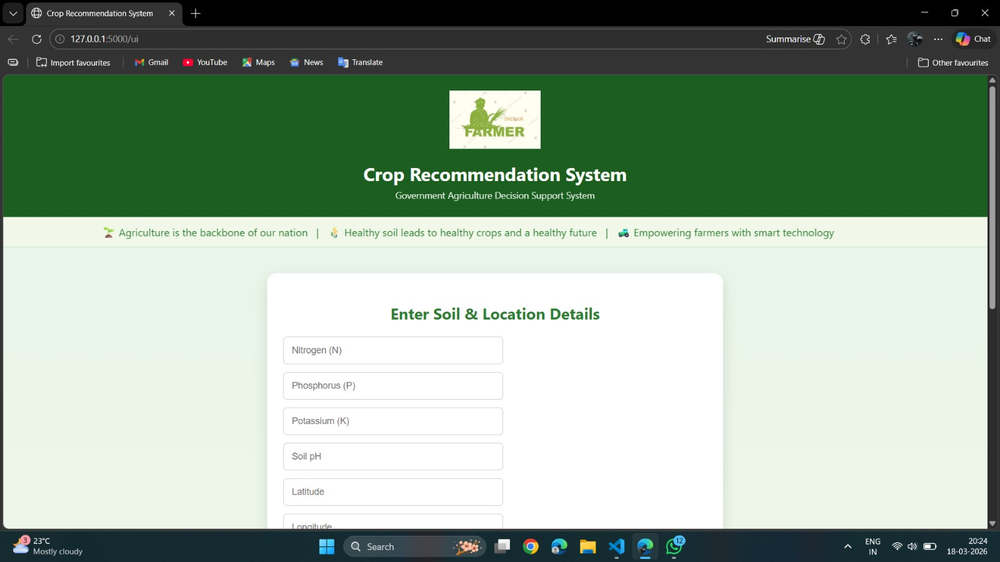 Crop Recommendation System
127.0.0.1:5000/ui
Summarise
Chat
Import favourites
Gmail
YouTube
Maps
News
Translate
Other favourites
INDIAN
FARMER
Crop Recommendation System
Government Agriculture Decision Support System
Agriculture is the backbone of our nation | Healthy soil leads to healthy crops and a healthy future | Empowering farmers with smart technology
Enter Soil & Location Details
Nitrogen (N)
Phosphorus (P)
Potassium (K)
Soil pH
Latitude
Longitude
3
23°C
Mostly cloudy
Search
12
ENG
IN
20:24
18-03-2026